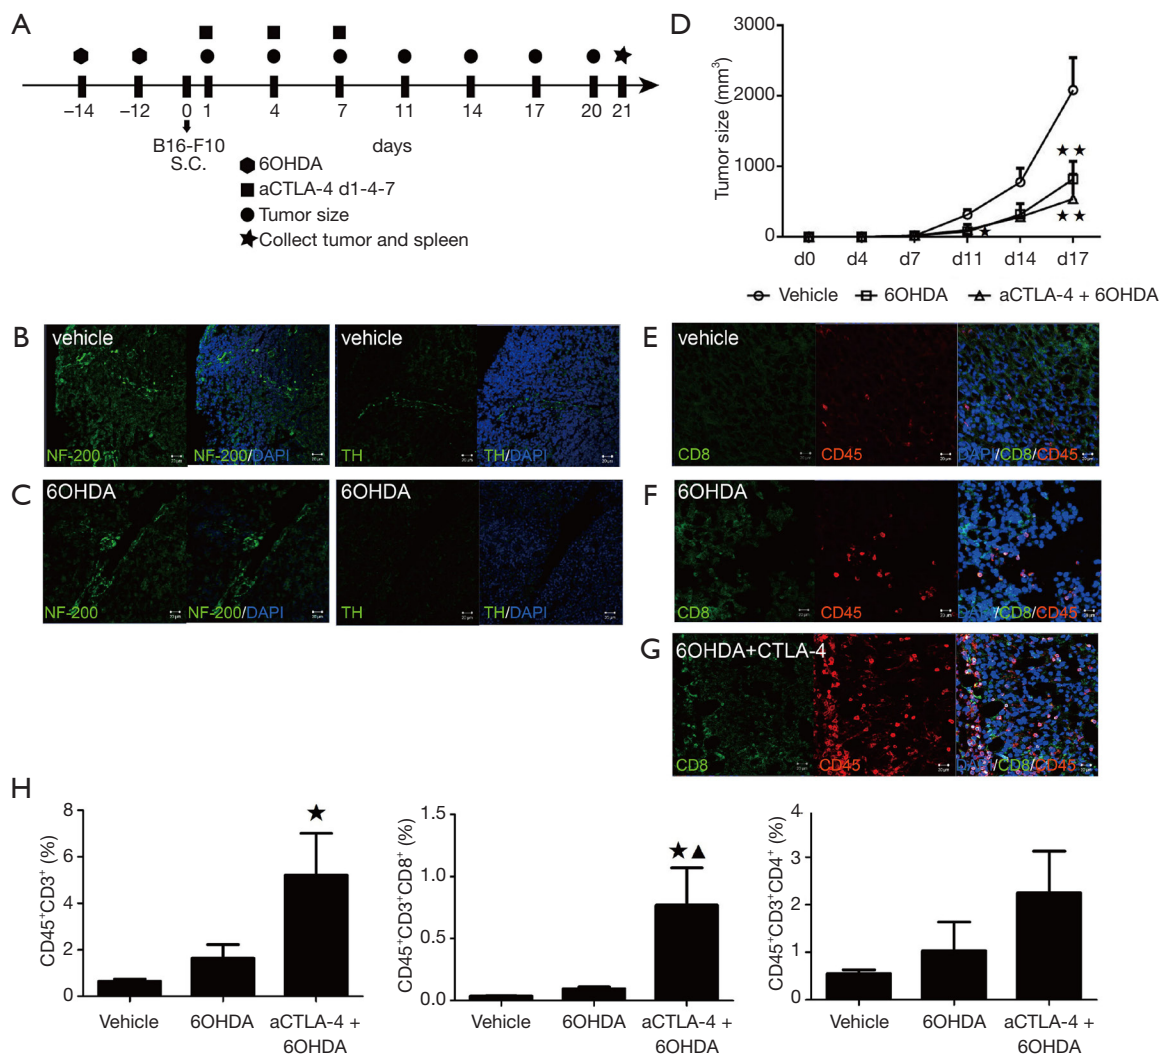 A
–14
–12
0
1
4
7
11
14
17
20
21
B16-F10
S.C.
days
6OHDA
aCTLA-4 d1-4-7
Tumor size
Collect tumor and spleen
D
Tumor size (mm³)
3000
2000
1000
0
d0
d4
d7
d11
d14
d17
Vehicle
6OHDA
aCTLA-4 + 6OHDA
B
vehicle
NF-200
NF-200/DAPI
vehicle
TH
TH/DAPI
C
6OHDA
NF-200
NF-200/DAPI
6OHDA
TH
TH/DAPI
E
vehicle
CD8
CD45
DAPI/CD8/CD45
F
6OHDA
CD8
CD45
DAPI/CD8/CD45
G
6OHDA+CTLA-4
CD8
CD45
DAPI/CD8/CD45
H
CD45⁺CD3⁺ (%)
8
6
4
2
0
Vehicle
6OHDA
aCTLA-4 +
6OHDA
CD45⁺CD3⁺CD8⁺ (%)
1.5
1.0
0.5
0.0
Vehicle
6OHDA
aCTLA-4 +
6OHDA
CD45⁺CD3⁺CD4⁺ (%)
4
3
2
1
0
Vehicle
6OHDA
aCTLA-4 +
6OHDA